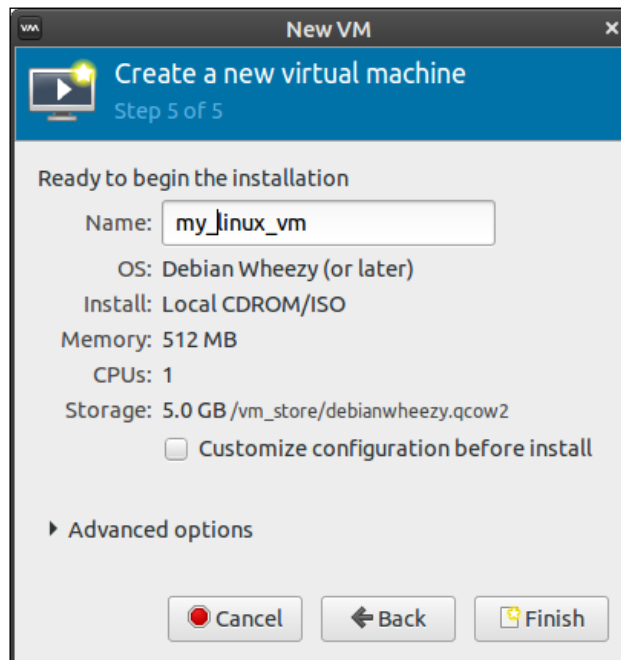 vm New VM ×
Create a new virtual machine
Step 5 of 5
Ready to begin the installation
Name: my_linux_vm
OS: Debian Wheezy (or later)
Install: Local CDROM/ISO
Memory: 512 MB
CPUs: 1
Storage: 5.0 GB /vm_store/debianwheezy.qcow2
Customize configuration before install
Advanced options
Cancel Back Finish